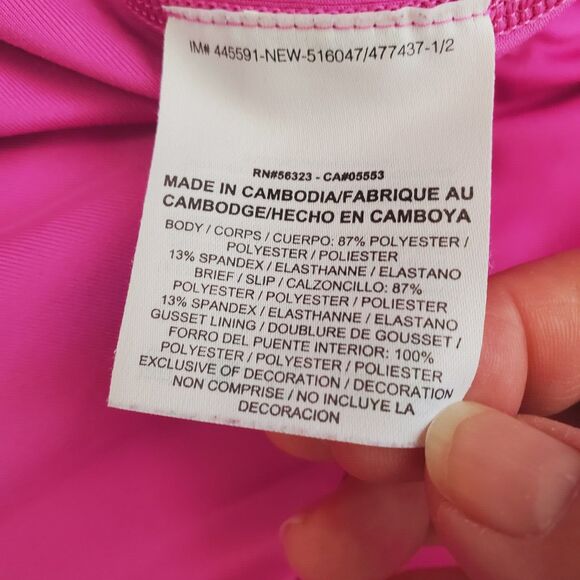 IM# 445591-NEW-516047/477437-1/2
RN#56323 - CA#05553
MADE IN CAMBODIA/FABRIQUE AU
CAMBODGE/HECHO EN CAMBOYA
BODY / CORPS / CUERPO: 87% POLYESTER /
POLYESTER / POLIESTER
13% SPANDEX / ELASTHANNE / ELASTANO
BRIEF / SLIP / CALZONCILLO: 87%
POLYESTER / POLYESTER / POLIESTER
13% SPANDEX / ELASTHANNE / ELASTANO
GUSSET LINING / DOUBLURE DE GOUSSET /
FORRO DEL PUENTE INTERIOR: 100%
POLYESTER / POLYESTER / POLIESTER
EXCLUSIVE OF DECORATION / DECORATION
NON COMPRISE / NO INCLUYE LA
DECORACIÓN